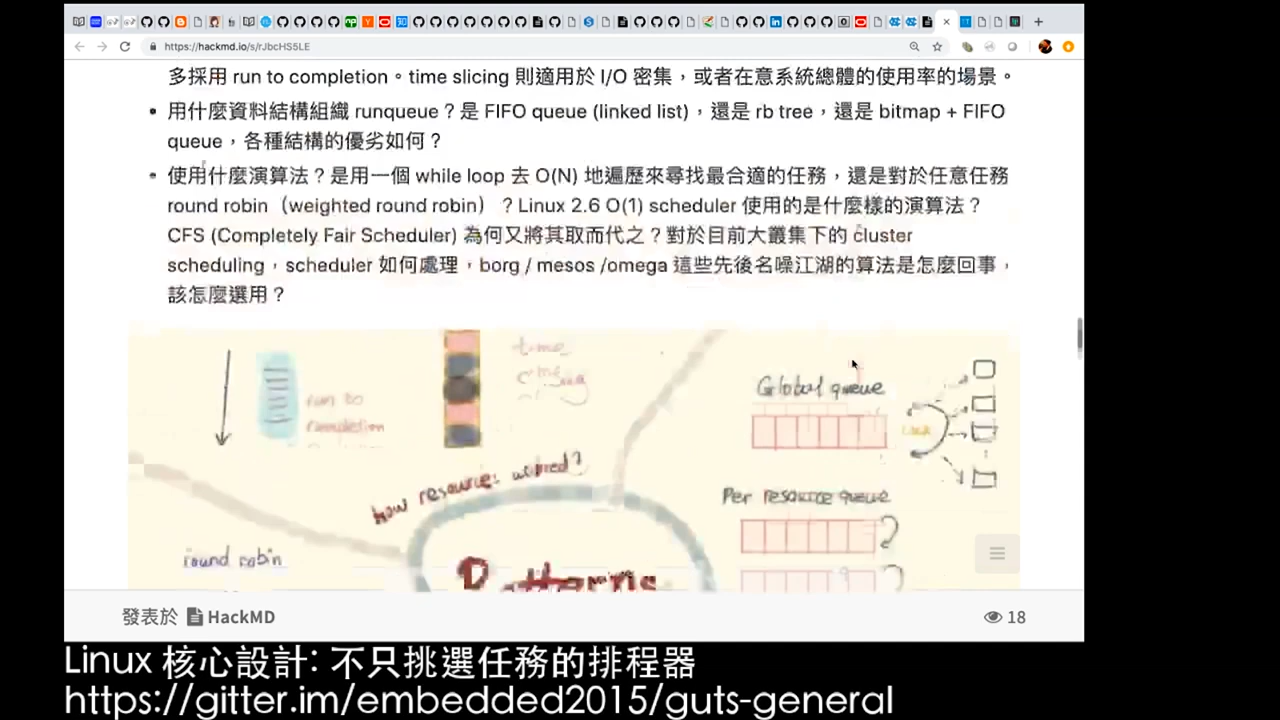 https://hackmd.io/s/rJbcHS5LE
多採用 run to completion。time slicing 則適用於 I/O 密集，或者在意系統總體的使用率的場景。
用什麼資料結構組織 runqueue？是 FIFO queue (linked list)，還是 rb tree，還是 bitmap + FIFO
queue，各種結構的優劣如何？
使用什麼演算法？是用一個 while loop 去 O(N) 地遍歷來尋找最合適的任務，還是對於任意任務
round robin（weighted round robin）？Linux 2.6 O(1) scheduler 使用的是什麼樣的演算法？
CFS (Completely Fair Scheduler) 為何又將其取而代之？對於目前大叢集下的 cluster
scheduling，scheduler 如何處理，borg / mesos /omega 這些先後名噪江湖的算法是怎麼回事，
該怎麼選用？
time
Global queue
run to
completion
Lock
how resources
Per resource queue
round robin
Patterns
發表於 HackMD
18
Linux 核心設計: 不只挑選任務的排程器
https://gitter.im/embedded2015/guts-general